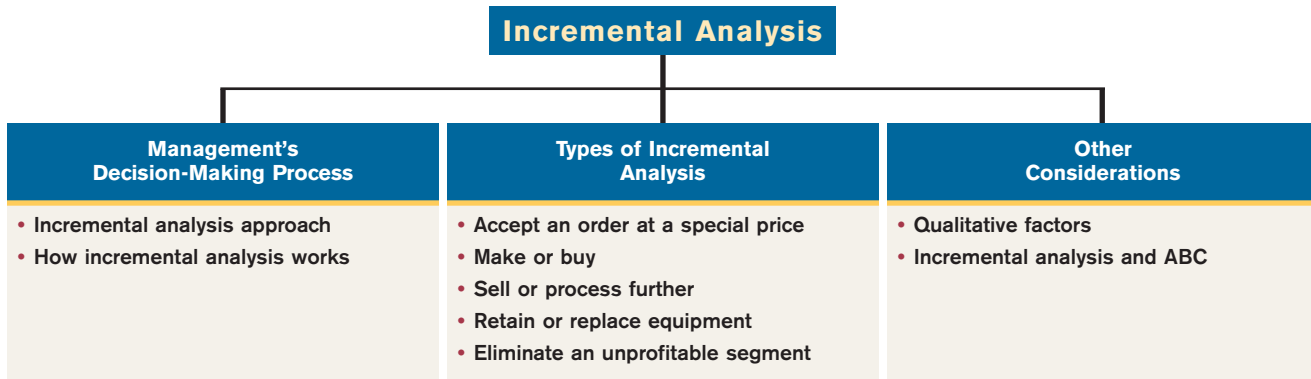 Incremental Analysis
Management's
Decision-Making Process
• Incremental analysis approach
• How incremental analysis works
Types of Incremental
Analysis
• Accept an order at a special price
• Make or buy
• Sell or process further
• Retain or replace equipment
• Eliminate an unprofitable segment
Other
Considerations
• Qualitative factors
• Incremental analysis and ABC